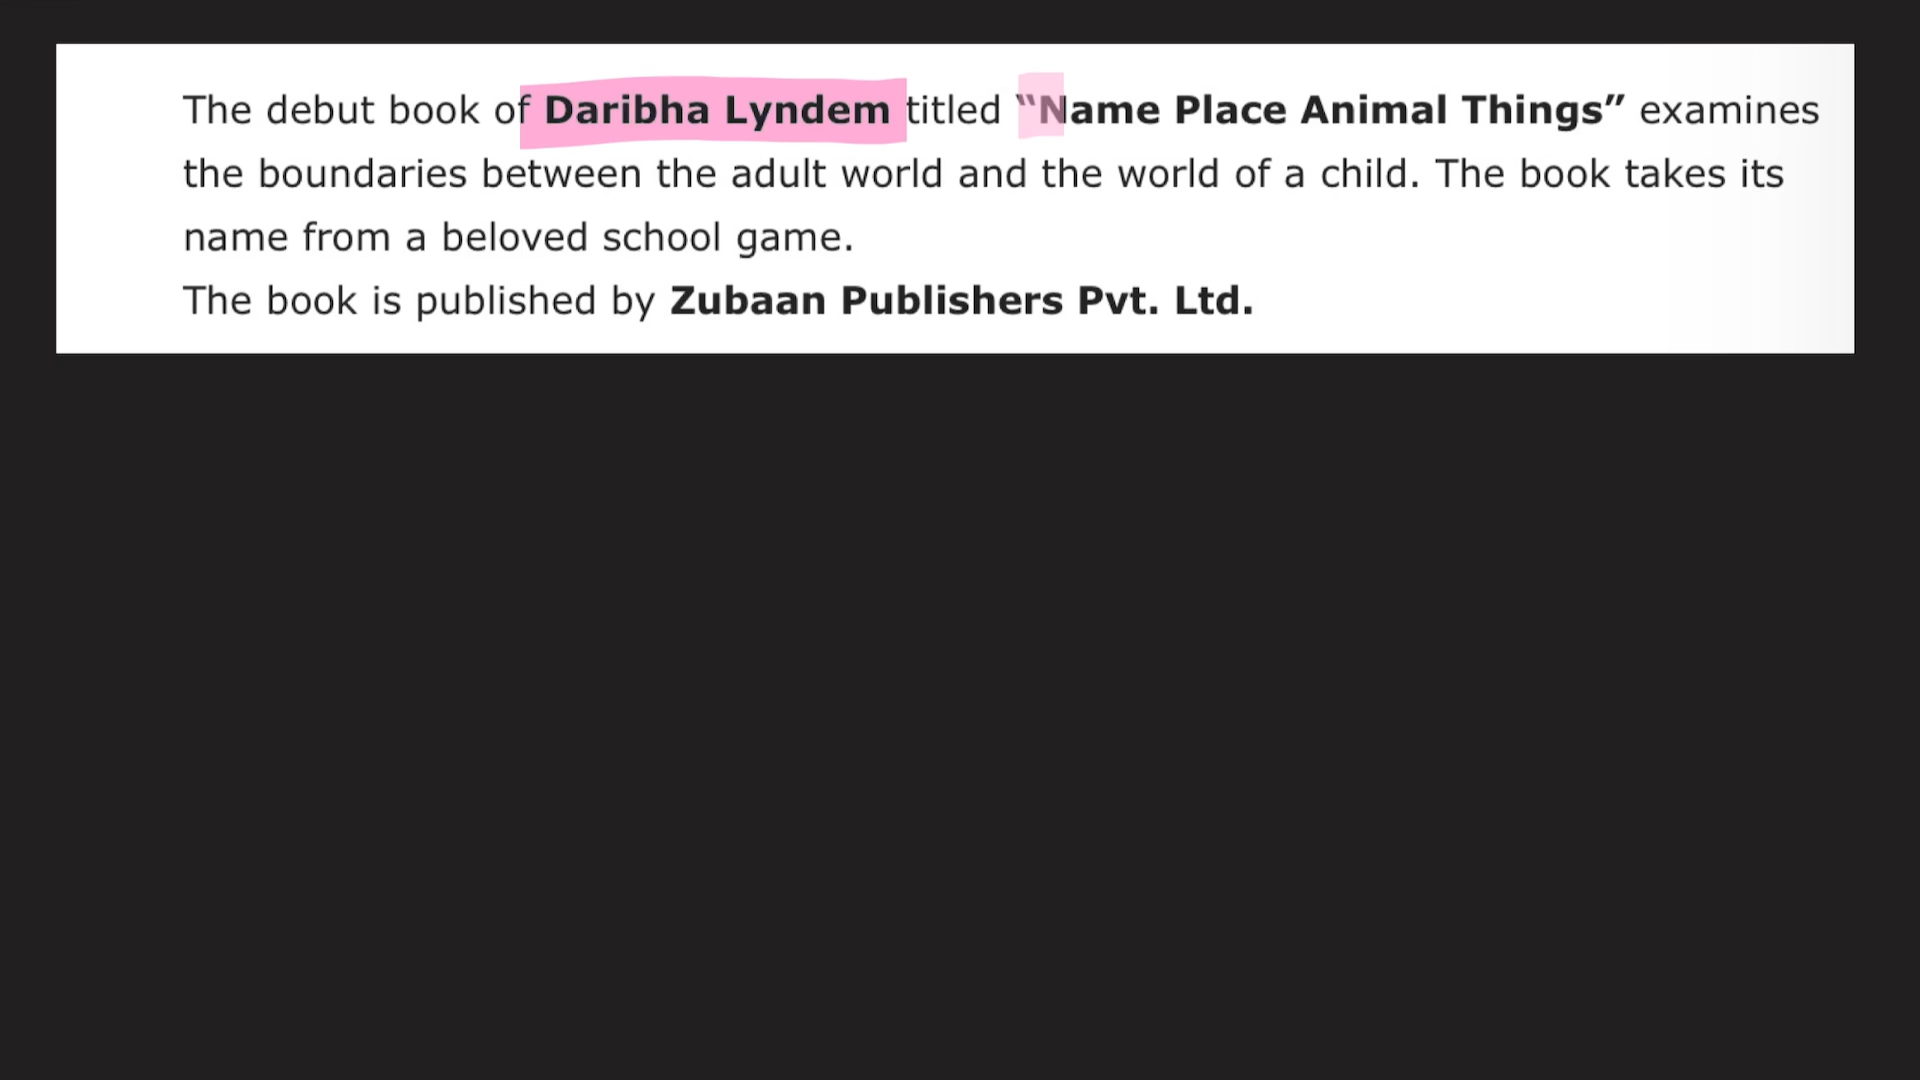 The debut book of Daribha Lyndem titled “Name Place Animal Things” examines
the boundaries between the adult world and the world of a child. The book takes its
name from a beloved school game.
The book is published by Zubaan Publishers Pvt. Ltd.